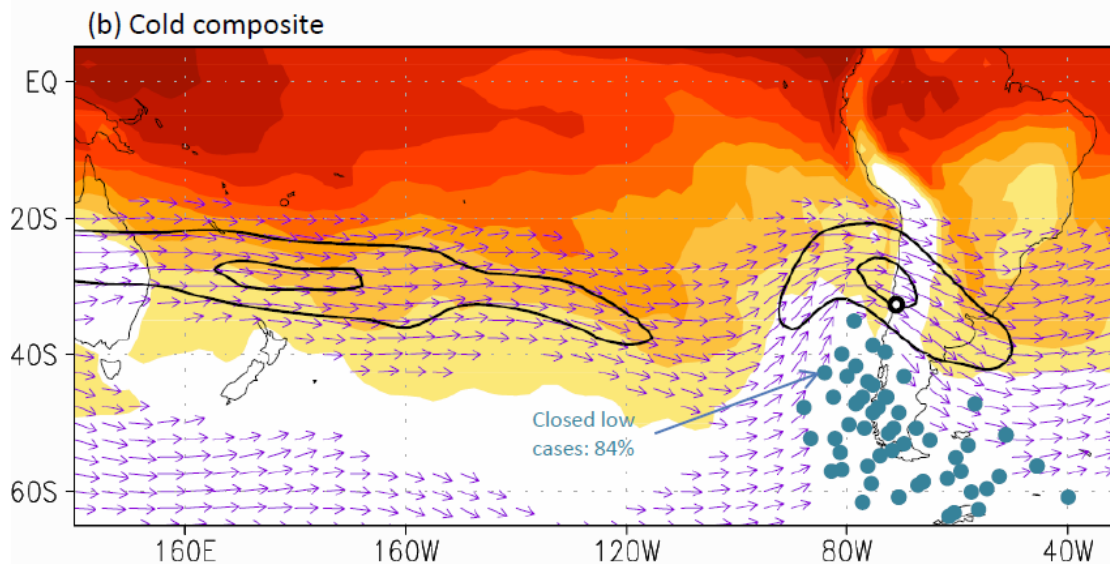 (b) Cold composite
EQ
20S
40S
Closed low
cases: 84%
60S
160E 160W 120W 80W 40W